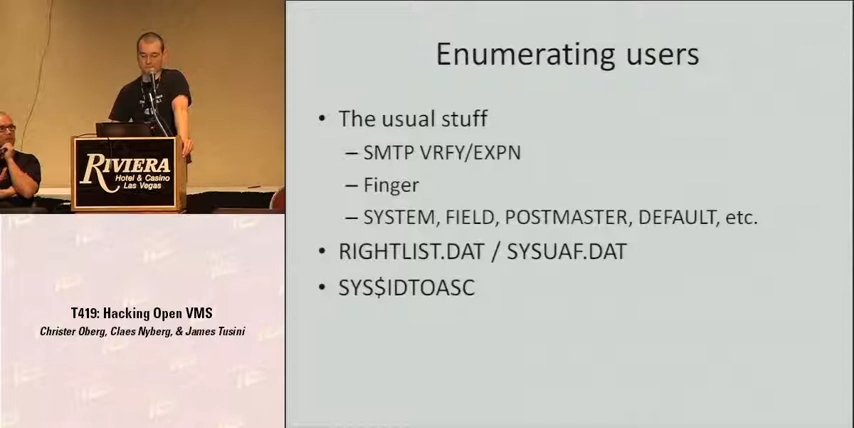 RIVIERA
Hotel & Casino
Las Vegas
T419: Hacking Open VMS
Christer Oberg, Claes Nyberg, & James Tusini
Enumerating users
• The usual stuff
– SMTP VRFY/EXPN
– Finger
– SYSTEM, FIELD, POSTMASTER, DEFAULT, etc.
• RIGHTLIST.DAT / SYSUAF.DAT
• SYS$IDTOASC